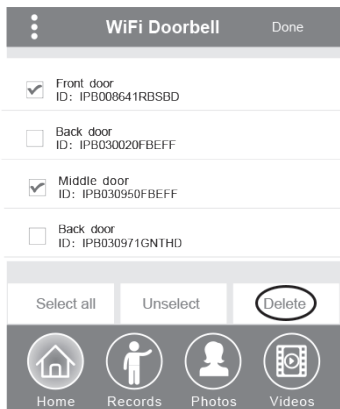 WiFi Doorbell Done
Front door
ID: IPB008641RBSBD
Back door
ID: IPB030020FBEFF
Middle door
ID: IPB030950FBEFF
Back door
ID: IPB030971GNTHD
Select all Unselect Delete
Home Records Photos Videos